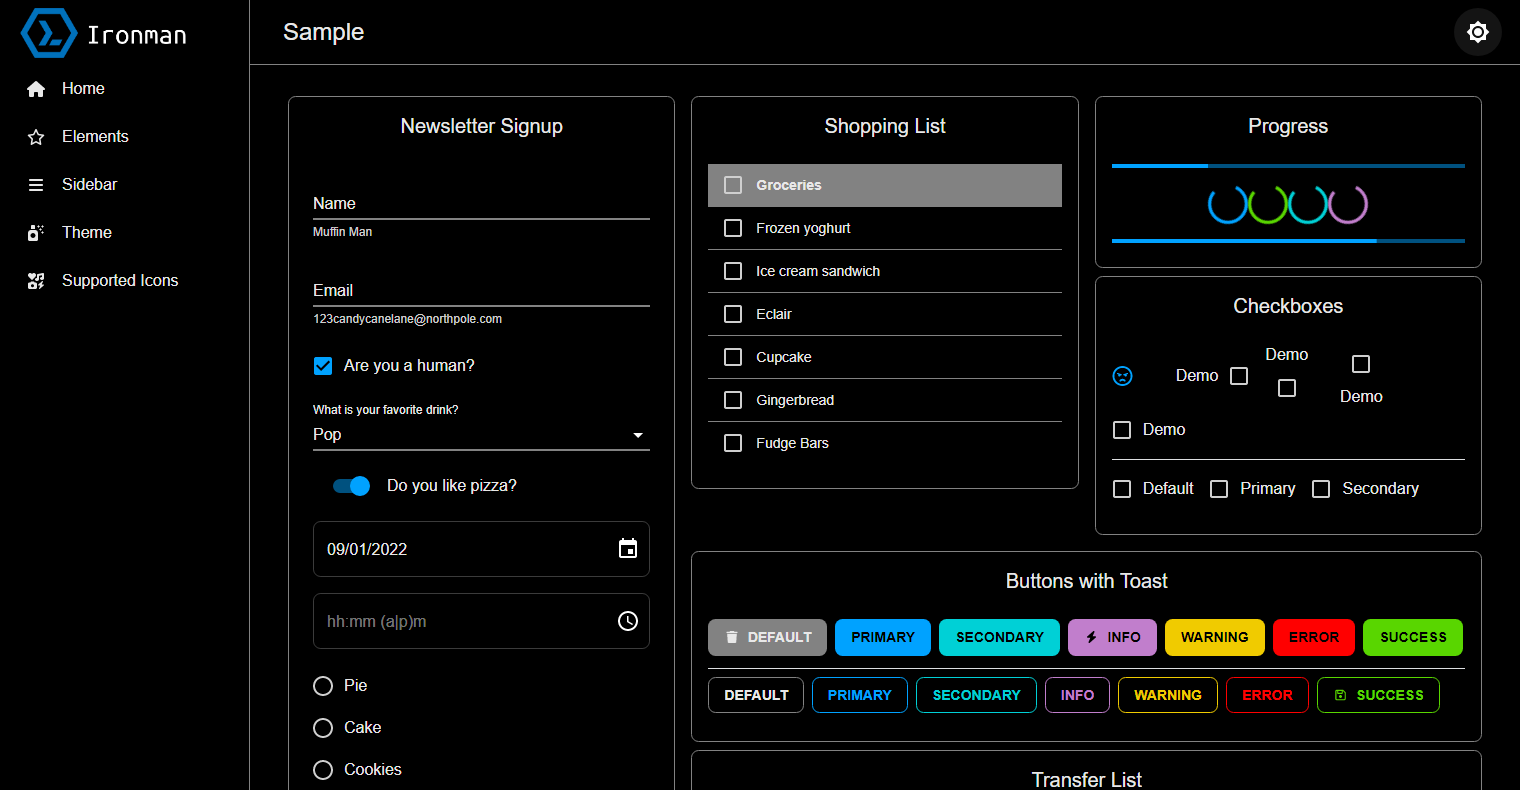 Ironman
Home
Elements
Sidebar
Theme
Supported Icons
Sample
Newsletter Signup
Name
Muffin Man
Email
123candycanelane@northpole.com
Are you a human?
What is your favorite drink?
Pop
Do you like pizza?
09/01/2022
hh:mm (a|p)m
Pie
Cake
Cookies
Shopping List
Groceries
Frozen yoghurt
Ice cream sandwich
Eclair
Cupcake
Gingerbread
Fudge Bars
Progress
Checkboxes
Demo
Demo
Demo
Demo
Default Primary Secondary
Buttons with Toast
DEFAULT PRIMARY SECONDARY INFO WARNING ERROR SUCCESS
DEFAULT PRIMARY SECONDARY INFO WARNING ERROR SUCCESS
Transfer List